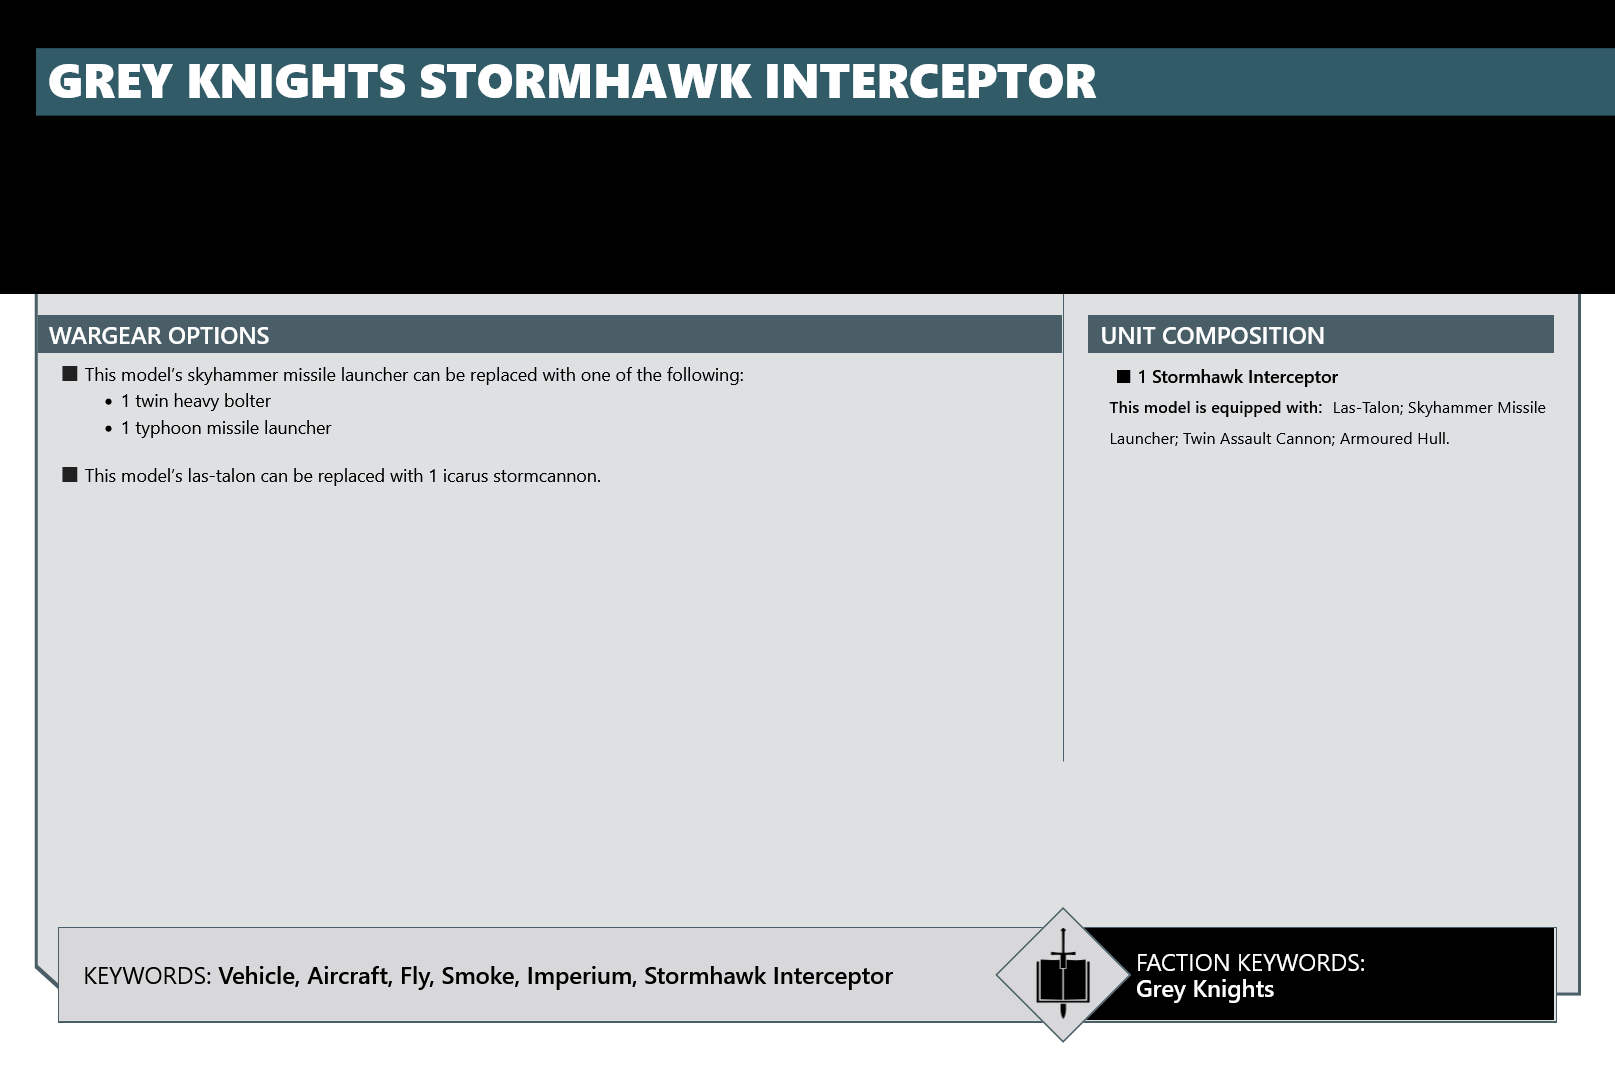 GREY KNIGHTS STORMHAWK INTERCEPTOR
WARGEAR OPTIONS
This model's skyhammer missile launcher can be replaced with one of the following:
• 1 twin heavy bolter
• 1 typhoon missile launcher
This model's las-talon can be replaced with 1 icarus stormcannon.
UNIT COMPOSITION
1 Stormhawk Interceptor
This model is equipped with: Las-Talon; Skyhammer Missile
Launcher; Twin Assault Cannon; Armoured Hull.
KEYWORDS: Vehicle, Aircraft, Fly, Smoke, Imperium, Stormhawk Interceptor
FACTION KEYWORDS:
Grey Knights